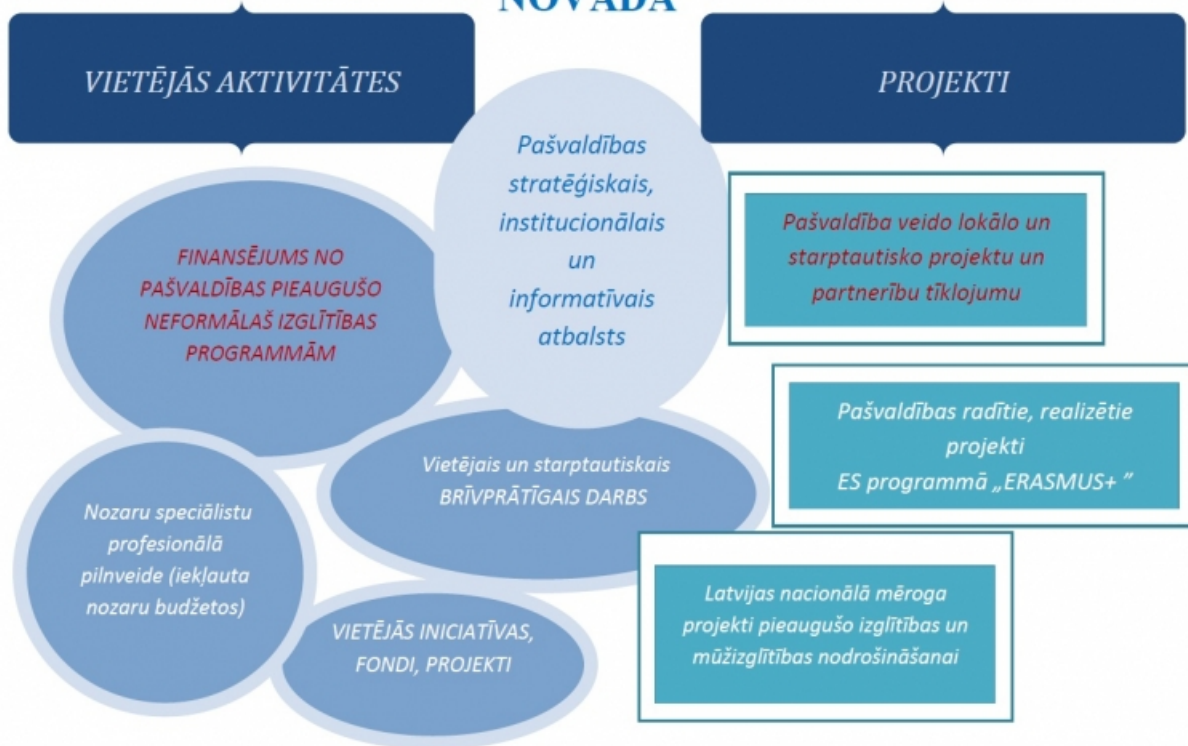 NOVADĀ
VIETĒJĀS AKTIVITĀTES
PROJEKTI
Pašvaldības
stratēģiskais,
institucionālais
un
informatīvais
atbalsts
FINANSĒJUMS NO
PAŠVALDĪBAS PIEAUGUŠO
NEFORMĀLAŠ IZGLĪTĪBAS
PROGRAMMĀM
Pašvaldība veido lokālo un
starptautisko projektu un
partnerību tīklojumu
Pašvaldības radītie, realizētie
projekti
ES programmā „ERASMUS+ ”
Vietējais un starptautiskais
BRĪVPRĀTĪGAIS DARBS
Nozaru speciālistu
profesionālā
pilnveide (iekļauta
nozaru budžetos)
VIETĒJĀS INICIATĪVAS,
FONDI, PROJEKTI
Latvijas nacionālā mēroga
projekti pieaugušo izglītības un
mūžizglītības nodrošināšanai